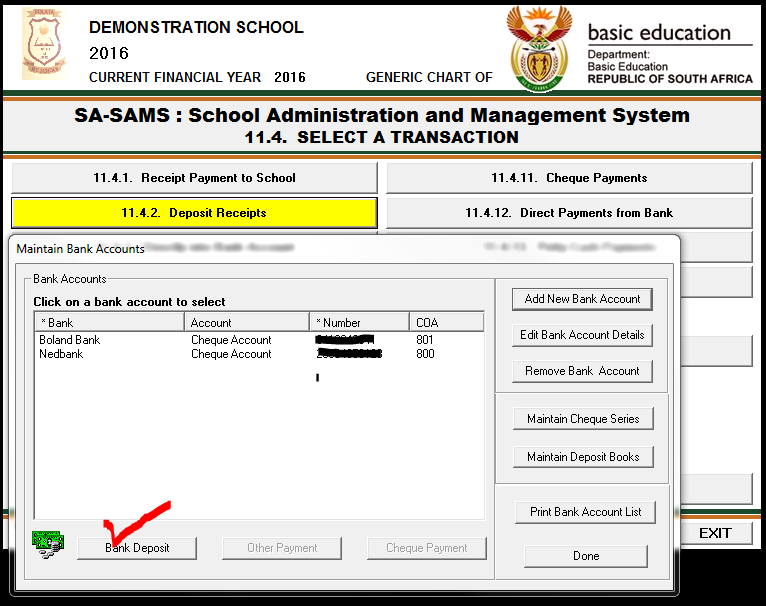 DEMONSTRATION SCHOOL
2016
CURRENT FINANCIAL YEAR 2016 GENERIC CHART OF
basic education
Department:
Basic Education
REPUBLIC OF SOUTH AFRICA
SA-SAMS : School Administration and Management System
11.4. SELECT A TRANSACTION
11.4.1. Receipt Payment to School
11.4.11. Cheque Payments
11.4.2. Deposit Receipts
11.4.12. Direct Payments from Bank
Maintain Bank Accounts
Bank Accounts
Click on a bank account to select
* Bank Account * Number COA
Boland Bank Cheque Account 801
Nedbank Cheque Account 800
Add New Bank Account
Edit Bank Account Details
Remove Bank Account
Maintain Cheque Series
Maintain Deposit Books
Print Bank Account List
Done
Bank Deposit
Other Payment
Cheque Payment
EXIT